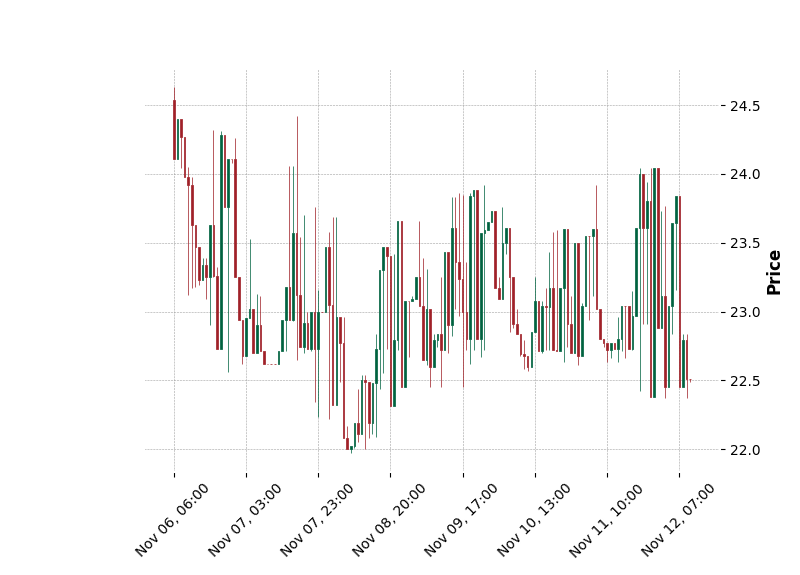 24.5
24.0
23.5
23.0
22.5
22.0
Price
Nov 06, 06:00
Nov 07, 03:00
Nov 07, 23:00
Nov 08, 20:00
Nov 09, 17:00
Nov 10, 13:00
Nov 11, 10:00
Nov 12, 07:00